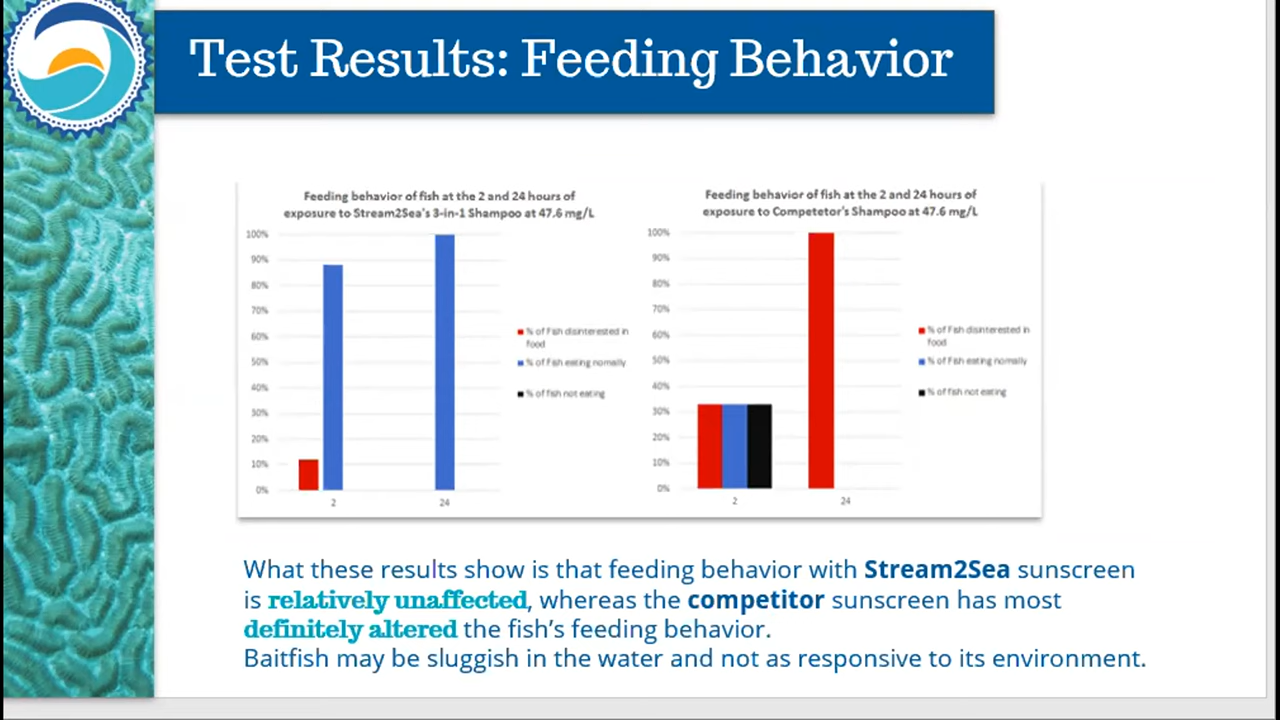 Test Results: Feeding Behavior
Feeding behavior of fish at the 2 and 24 hours of
exposure to Stream2Sea's 3-in-1 Shampoo at 47.6 mg/L
100%
90%
80%
70%
60%
50%
40%
30%
20%
10%
0%
2
24
% of Fish disinterested in
food
% of Fish eating nomally
% of fish not eating
Feeding behavior of fish at the 2 and 24 hours of
exposure to Competetor's Shampoo at 47.6 mg/L
100%
90%
80%
70%
60%
50%
40%
30%
20%
10%
0%
2
24
% of Fish disinterested in
food
% of Fish eating nomally
% of fish not eating
What these results show is that feeding behavior with Stream2Sea sunscreen
is relatively unaffected, whereas the competitor sunscreen has most
definitely altered the fish’s feeding behavior.
Baitfish may be sluggish in the water and not as responsive to its environment.